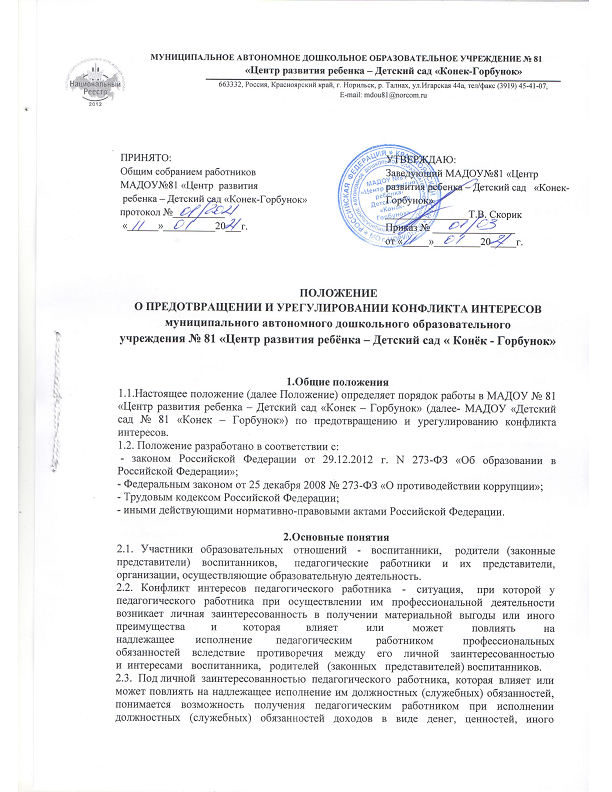 МУНИЦИПАЛЬНОЕ АВТОНОМНОЕ ДОШКОЛЬНОЕ ОБРАЗОВАТЕЛЬНОЕ УЧРЕЖДЕНИЕ № 81
«Центр развития ребенка – Детский сад «Конек-Горбунок»
663332, Россия, Красноярский край, г. Норильск, р. Талнах, ул.Игарская 44а, тел/факс (3919) 45-41-07,
E-mail: mdou81@norcom.ru
Национальный
Реестр
2012
ПРИНЯТО:
Общим собранием работников
МАДОУ№81 «Центр развития
ребенка – Детский сад «Конек-Горбунок»
протокол №
« 11 » 01 2021 г.
УТВЕРЖДАЮ:
Заведующий МАДОУ№81 «Центр
развития ребенка – Детский сад «Конек-
Горбунок»
Т.В. Скорик
Приказ №
от « 11 » 01 2021 г.
ПОЛОЖЕНИЕ
О ПРЕДОТВРАЩЕНИИ И УРЕГУЛИРОВАНИИ КОНФЛИКТА ИНТЕРЕСОВ
муниципального автономного дошкольного образовательного
учреждения № 81 «Центр развития ребёнка – Детский сад « Конёк - Горбунок»
1.Общие положения
1.1.Настоящее положение (далее Положение) определяет порядок работы в МАДОУ № 81
«Центр развития ребенка – Детский сад «Конек – Горбунок» (далее- МАДОУ «Детский
сад № 81 «Конек – Горбунок») по предотвращению и урегулированию конфликта
интересов.
1.2. Положение разработано в соответствии с:
- законом Российской Федерации от 29.12.2012 г. N 273-ФЗ «Об образовании в
Российской Федерации»;
- Федеральным законом от 25 декабря 2008 № 273-ФЗ «О противодействии коррупции»;
- Трудовым кодексом Российской Федерации;
- иными действующими нормативно-правовыми актами Российской Федерации.
2.Основные понятия
2.1. Участники образовательных отношений - воспитанники, родители (законные
представители) воспитанников, педагогические работники и их представители,
организации, осуществляющие образовательную деятельность.
2.2. Конфликт интересов педагогического работника - ситуация, при которой у
педагогического работника при осуществлении им профессиональной деятельности
возникает личная заинтересованность в получении материальной выгоды или иного
преимущества и которая влияет или может повлиять на
надлежащее исполнение педагогическим работником профессиональных
обязанностей вследствие противоречия между его личной заинтересованностью
и интересами воспитанника, родителей (законных представителей) воспитанников.
2.3. Под личной заинтересованностью педагогического работника, которая влияет или
может повлиять на надлежащее исполнение им должностных (служебных) обязанностей,
понимается возможность получения педагогическим работником при исполнении
должностных (служебных) обязанностей доходов в виде денег, ценностей, иного